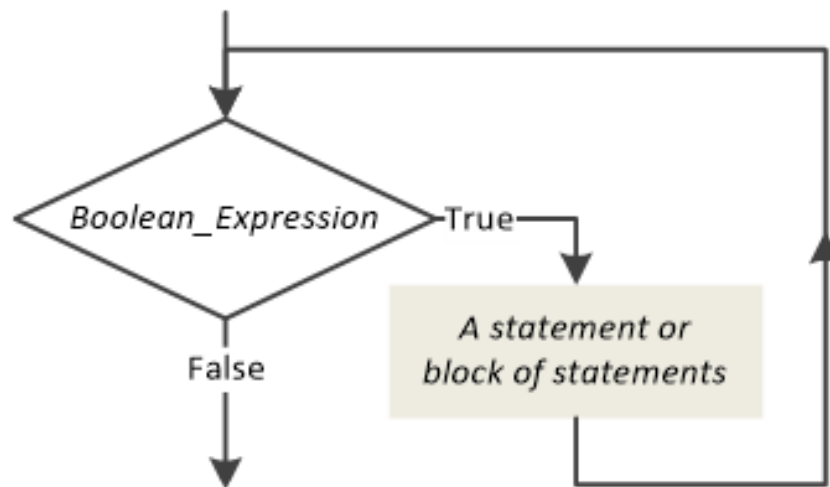 Boolean_Expression
True
A statement or
block of statements
False